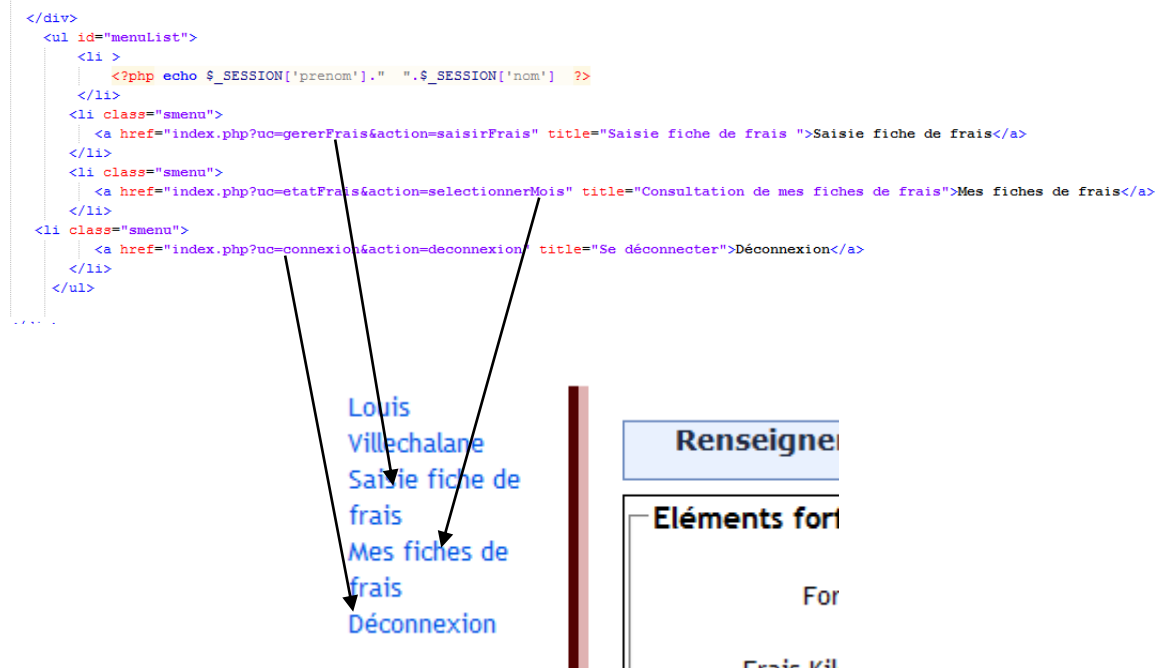 </div>
<ul id="menuList">
<li >
<?php echo $_SESSION['prenom']."  ".$_SESSION['nom']  ?>
</li>
<li class="smenu">
<a href="index.php?uc=gererFrais&action=saisirFrais" title="Saisie fiche de frais ">Saisie fiche de frais</a>
</li>
<li class="smenu">
<a href="index.php?uc=etatFrais&action=selectionnerMois" title="Consultation de mes fiches de frais">Mes fiches de frais</a>
</li>
<li class="smenu">
<a href="index.php?uc=connexion&action=deconnexion" title="Se déconnecter">Déconnexion</a>
</li>
</ul>
Louis
Villechalane
Saisie fiche de
frais
Mes fiches de
frais
Déconnexion
Renseigner
Eléments forf
For